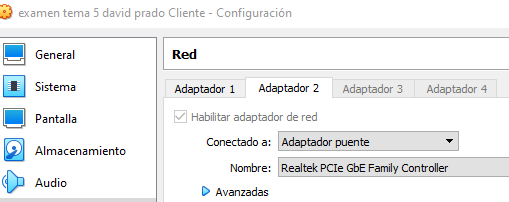 examen tema 5 david prado Cliente - Configuración
General
Sistema
Pantalla
Almacenamiento
Audio
Red
Adaptador 1 Adaptador 2 Adaptador 3 Adaptador 4
Habilitar adaptador de red
Conectado a: Adaptador puente
Nombre: Realtek PCIe GbE Family Controller
Avanzadas